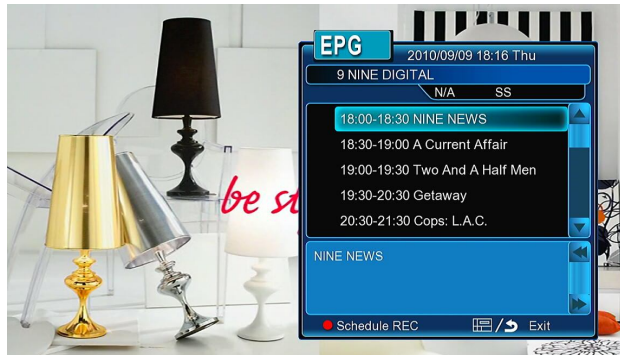 EPG
2010/09/09 18:16 Thu
9 NINE DIGITAL
N/A SS
18:00-18:30 NINE NEWS
18:30-19:00 A Current Affair
19:00-19:30 Two And A Half Men
19:30-20:30 Getaway
20:30-21:30 Cops: L.A.C.
be st
NINE NEWS
Schedule REC
/ Exit